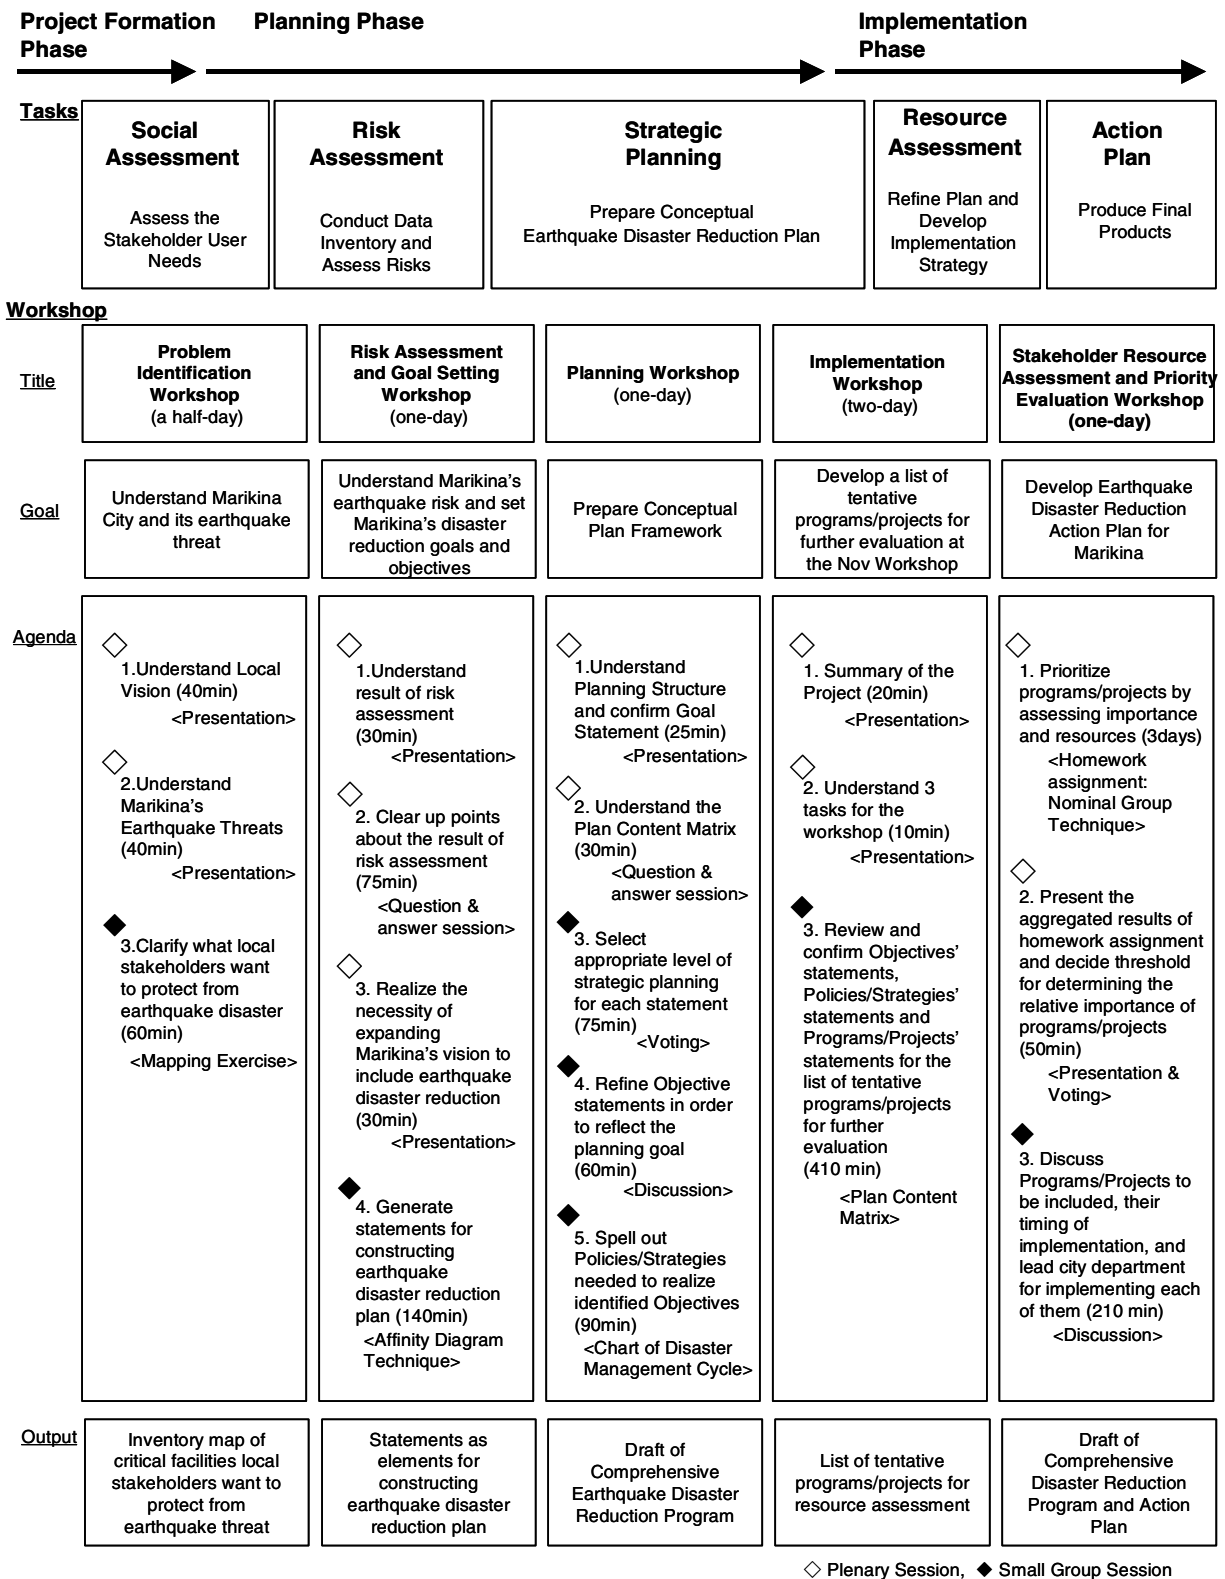 Project Formation
Phase
Planning Phase
Implementation
Phase
Tasks
Social
Assessment
Assess the
Stakeholder User
Needs
Risk
Assessment
Conduct Data
Inventory and
Assess Risks
Strategic
Planning
Prepare Conceptual
Earthquake Disaster Reduction Plan
Resource
Assessment
Refine Plan and
Develop
Implementation
Strategy
Action
Plan
Produce Final
Products
Workshop
Title
Problem
Identification
Workshop
(a half-day)
Risk Assessment
and Goal Setting
Workshop
(one-day)
Planning Workshop
(one-day)
Implementation
Workshop
(two-day)
Stakeholder Resource
Assessment and Priority
Evaluation Workshop
(one-day)
Goal
Understand Marikina
City and its earthquake
threat
Understand Marikina's
earthquake risk and set
Marikina's disaster
reduction goals and
objectives
Prepare Conceptual
Plan Framework
Develop a list of
tentative
programs/projects for
further evaluation at
the Nov Workshop
Develop Earthquake
Disaster Reduction
Action Plan for
Marikina
Agenda
1.Understand Local
Vision (40min)
<Presentation>
2.Understand
Marikina's
Earthquake Threats
(40min)
<Presentation>
3.Clarify what local
stakeholders want
to protect from
earthquake disaster
(60min)
<Mapping Exercise>
1.Understand
result of risk
assessment
(30min)
<Presentation>
2. Clear up points
about the result of
risk assessment
(75min)
<Question &
answer session>
3. Realize the
necessity of
expanding
Marikina's vision to
include earthquake
disaster reduction
(30min)
<Presentation>
4. Generate
statements for
constructing
earthquake
disaster reduction
plan (140min)
<Affinity Diagram
Technique>
1.Understand
Planning Structure
and confirm Goal
Statement (25min)
<Presentation>
2. Understand the
Plan Content Matrix
(30min)
<Question &
answer session>
3. Select
appropriate level of
strategic planning
for each statement
(75min)
<Voting>
4. Refine Objective
statements in order
to reflect the
planning goal
(60min)
<Discussion>
5. Spell out
Policies/Strategies
needed to realize
identified Objectives
(90min)
<Chart of Disaster
Management Cycle>
1. Summary of the
Project (20min)
<Presentation>
2. Understand 3
tasks for the
workshop (10min)
<Presentation>
3. Review and
confirm Objectives'
statements,
Policies/Strategies'
statements and
Programs/Projects'
statements for the
list of tentative
programs/projects
for further
evaluation
(410 min)
<Plan Content
Matrix>
1. Prioritize
programs/projects by
assessing importance
and resources (3days)
<Homework
assignment:
Nominal Group
Technique>
2. Present the
aggregated results of
homework assignment
and decide threshold
for determining the
relative importance of
programs/projects
(50min)
<Presentation &
Voting>
3. Discuss
Programs/Projects to
be included, their
timing of
implementation, and
lead city department
for implementing each
of them (210 min)
<Discussion>
Output
Inventory map of
critical facilities local
stakeholders want to
protect from
earthquake threat
Statements as
elements for
constructing
earthquake disaster
reduction plan
Draft of
Comprehensive
Earthquake Disaster
Reduction Program
List of tentative
programs/projects for
resource assessment
Draft of
Comprehensive
Disaster Reduction
Program and Action
Plan
◇ Plenary Session, ◆ Small Group Session